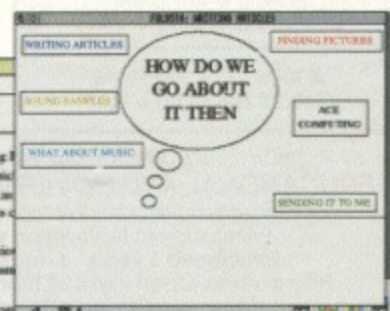 WRITING ARTICLES
FINDING PICTURES
HOW DO WE
GO ABOUT
IT THEN
SOUND SAMPLES
ACE
COMPUTING
WHAT ABOUT MUSIC
SENDING IT TO ME